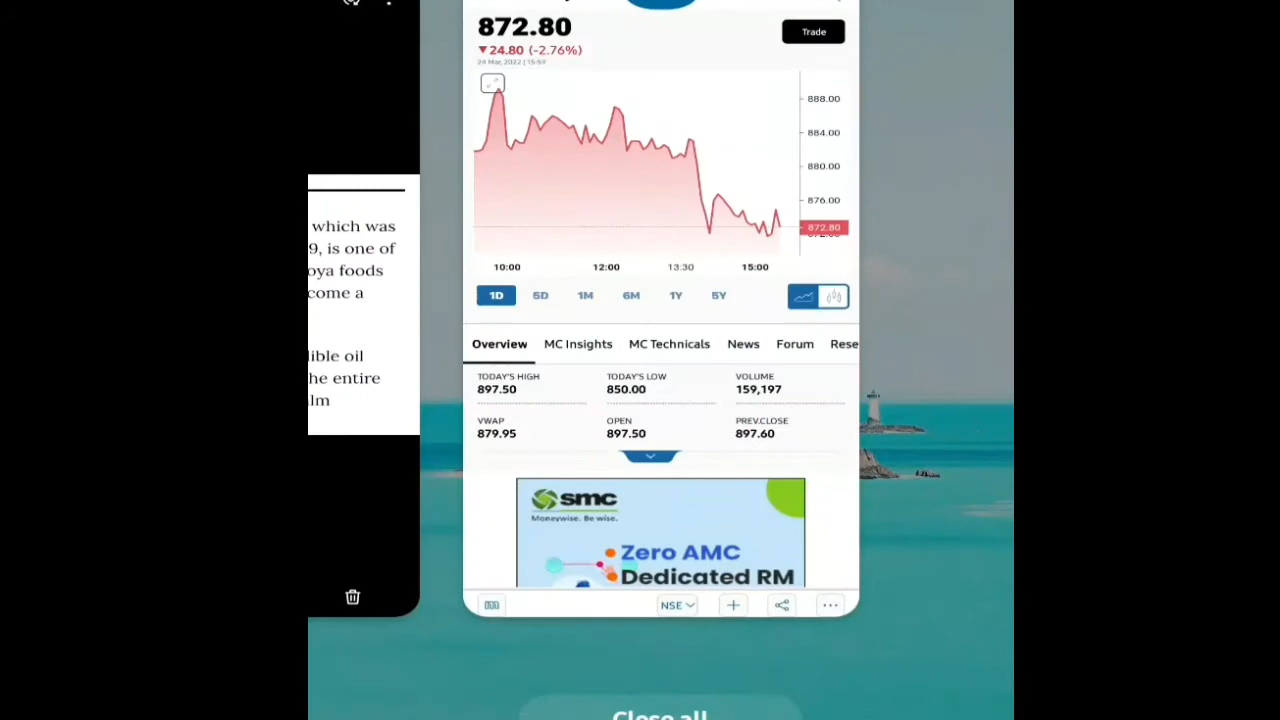 which was
9, is one of
oya foods
come a
lible oil
he entire
alm
872.80
Trade
▼24.80 (-2.76%)
888.00
884.00
880.00
876.00
872.80
10:00 12:00 13:30 15:00
1D 5D 1M 6M 1Y 5Y
Overview MC Insights MC Technicals News Forum Rese
TODAY'S HIGH TODAY'S LOW VOLUME
897.50 850.00 159,197
VWAP OPEN PREV.CLOSE
879.95 897.50 897.60
smc
Moneywise. Be wise.
Zero AMC
Dedicated RM
NSE
Close all